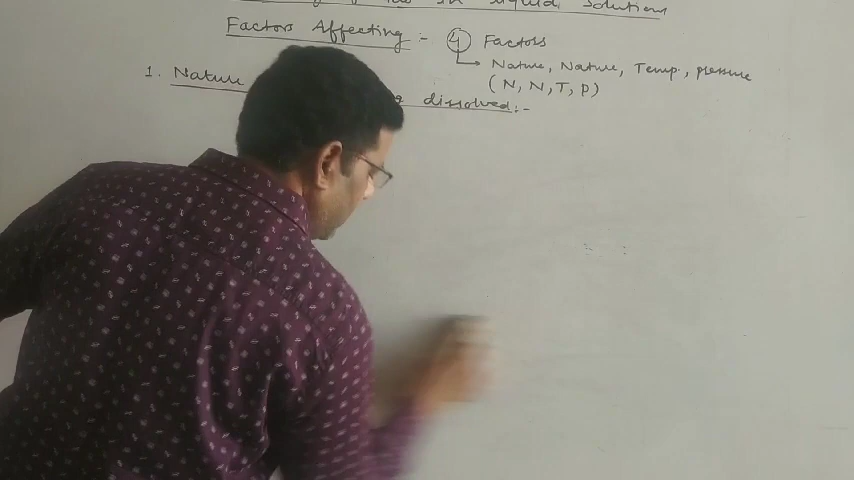 in liquid Solutions
Factors Affecting :- 4 Factors
Nature, Nature, Temp., pressure
(N, N, T, P)
1. Nature dissolved:-